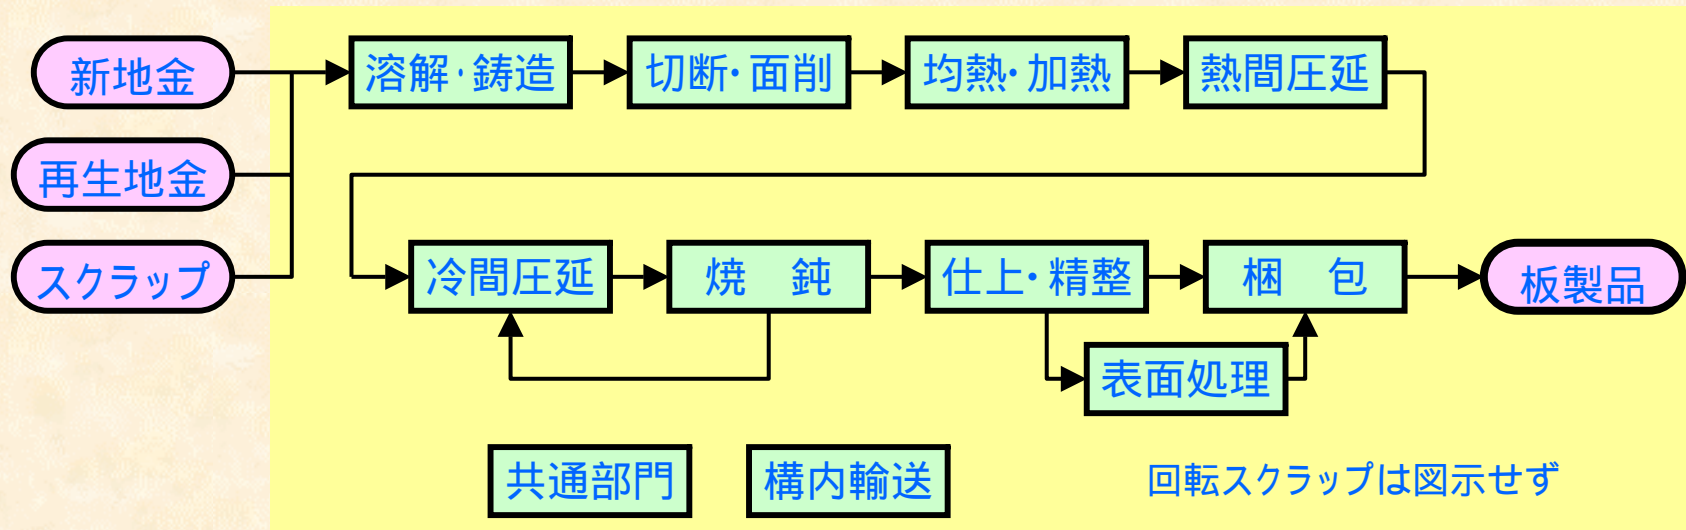 新地金
溶解・鋳造
切断・面削
均熱・加熱
熱間圧延
再生地金
スクラップ
冷間圧延
焼　鈍
仕上・精整
梱　包
板製品
表面処理
共通部門
構内輸送
回転スクラップは図示せず